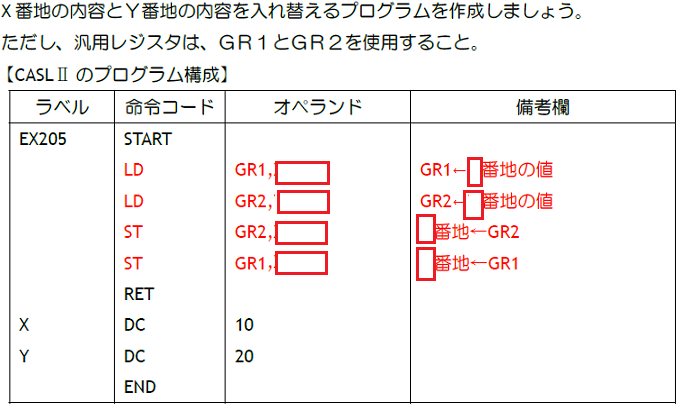 X番地の内容とＹ番地の内容を入れ替えるプログラムを作成しましょう。
ただし、汎用レジスタは、ＧＲ１とＧＲ２を使用すること。
【CASLⅡ のプログラム構成】
ラベル 命令コード オペランド 備考欄
EX205 START
LD GR1, GR1← 番地の値
LD GR2, GR2← 番地の値
ST GR2, 番地←GR2
ST GR1, 番地←GR1
RET
X DC 10
Y DC 20
END